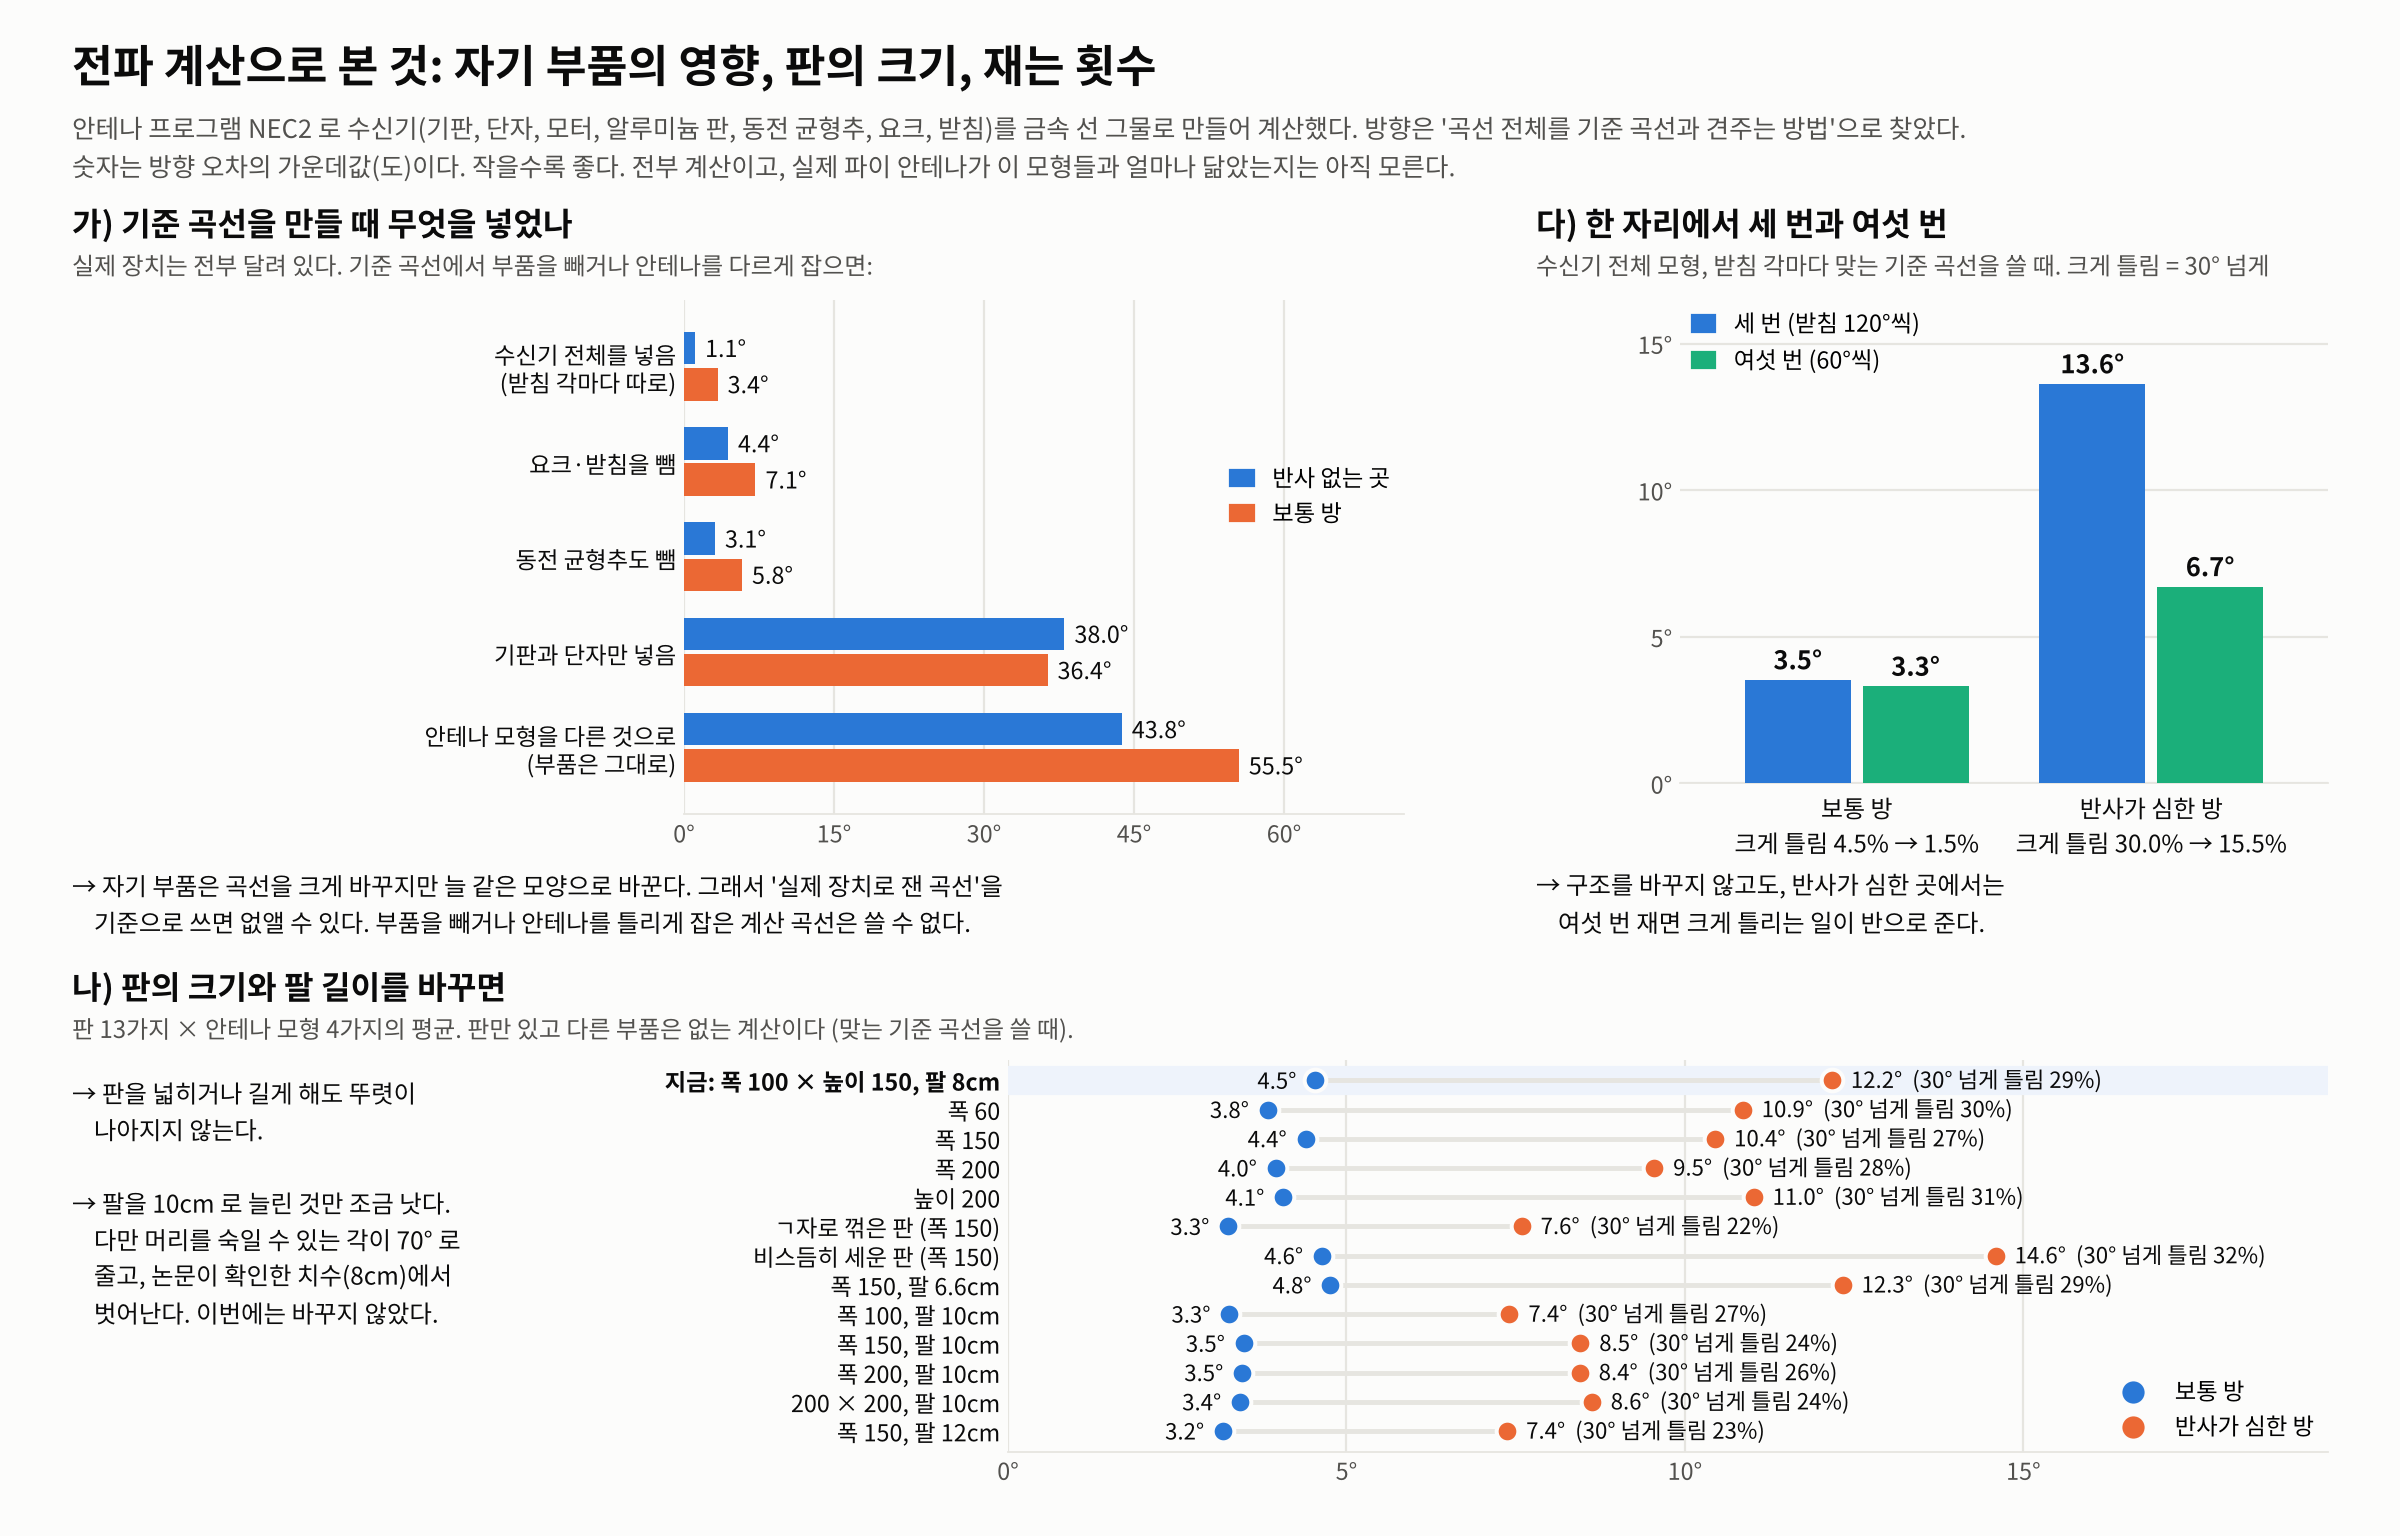 전파 계산으로 본 것: 자기 부품의 영향, 판의 크기, 재는 횟수
안테나 프로그램 NEC2 로 수신기(기판, 단자, 모터, 알루미늄 판, 동전 균형추, 요크, 받침)를 금속 선 그물로 만들어 계산했다. 방향은 '곡선 전체를 기준 곡선과 견주는 방법'으로 찾았다.
숫자는 방향 오차의 가운데값(도)이다. 작을수록 좋다. 전부 계산이고, 실제 파이 안테나가 이 모형들과 얼마나 닮았는지는 아직 모른다.
가) 기준 곡선을 만들 때 무엇을 넣었나
실제 장치는 전부 달려 있다. 기준 곡선에서 부품을 빼거나 안테나를 다르게 잡으면:
수신기 전체를 넣음
(받침 각마다 따로)
1.1°
3.4°
요크·받침을 뺌
4.4°
7.1°
동전 균형추도 뺌
3.1°
5.8°
기판과 단자만 넣음
38.0°
36.4°
안테나 모형을 다른 것으로
(부품은 그대로)
43.8°
55.5°
반사 없는 곳
보통 방
0° 15° 30° 45° 60°
→ 자기 부품은 곡선을 크게 바꾸지만 늘 같은 모양으로 바꾼다. 그래서 '실제 장치로 잰 곡선'을
기준으로 쓰면 없앨 수 있다. 부품을 빼거나 안테나를 틀리게 잡은 계산 곡선은 쓸 수 없다.
다) 한 자리에서 세 번과 여섯 번
수신기 전체 모형, 받침 각마다 맞는 기준 곡선을 쓸 때. 크게 틀림 = 30° 넘게
세 번 (받침 120°씩)
여섯 번 (60°씩)
15°
10°
5°
0°
3.5°
3.3°
13.6°
6.7°
보통 방
크게 틀림 4.5% → 1.5%
반사가 심한 방
크게 틀림 30.0% → 15.5%
→ 구조를 바꾸지 않고도, 반사가 심한 곳에서는
여섯 번 재면 크게 틀리는 일이 반으로 준다.
나) 판의 크기와 팔 길이를 바꾸면
판 13가지 × 안테나 모형 4가지의 평균. 판만 있고 다른 부품은 없는 계산이다 (맞는 기준 곡선을 쓸 때).
→ 판을 넓히거나 길게 해도 뚜렷이
나아지지 않는다.
→ 팔을 10cm 로 늘린 것만 조금 낫다.
다만 머리를 숙일 수 있는 각이 70° 로
줄고, 논문이 확인한 치수(8cm)에서
벗어난다. 이번에는 바꾸지 않았다.
지금: 폭 100 × 높이 150, 팔 8cm 4.5° 12.2° (30° 넘게 틀림 29%)
폭 60 3.8° 10.9° (30° 넘게 틀림 30%)
폭 150 4.4° 10.4° (30° 넘게 틀림 27%)
폭 200 4.0° 9.5° (30° 넘게 틀림 28%)
높이 200 4.1° 11.0° (30° 넘게 틀림 31%)
ㄱ자로 꺾은 판 (폭 150) 3.3° 7.6° (30° 넘게 틀림 22%)
비스듬히 세운 판 (폭 150) 4.6° 14.6° (30° 넘게 틀림 32%)
폭 150, 팔 6.6cm 4.8° 12.3° (30° 넘게 틀림 29%)
폭 100, 팔 10cm 3.3° 7.4° (30° 넘게 틀림 27%)
폭 150, 팔 10cm 3.5° 8.5° (30° 넘게 틀림 24%)
폭 200, 팔 10cm 3.5° 8.4° (30° 넘게 틀림 26%)
200 × 200, 팔 10cm 3.4° 8.6° (30° 넘게 틀림 24%)
폭 150, 팔 12cm 3.2° 7.4° (30° 넘게 틀림 23%)
보통 방
반사가 심한 방
0° 5° 10° 15°